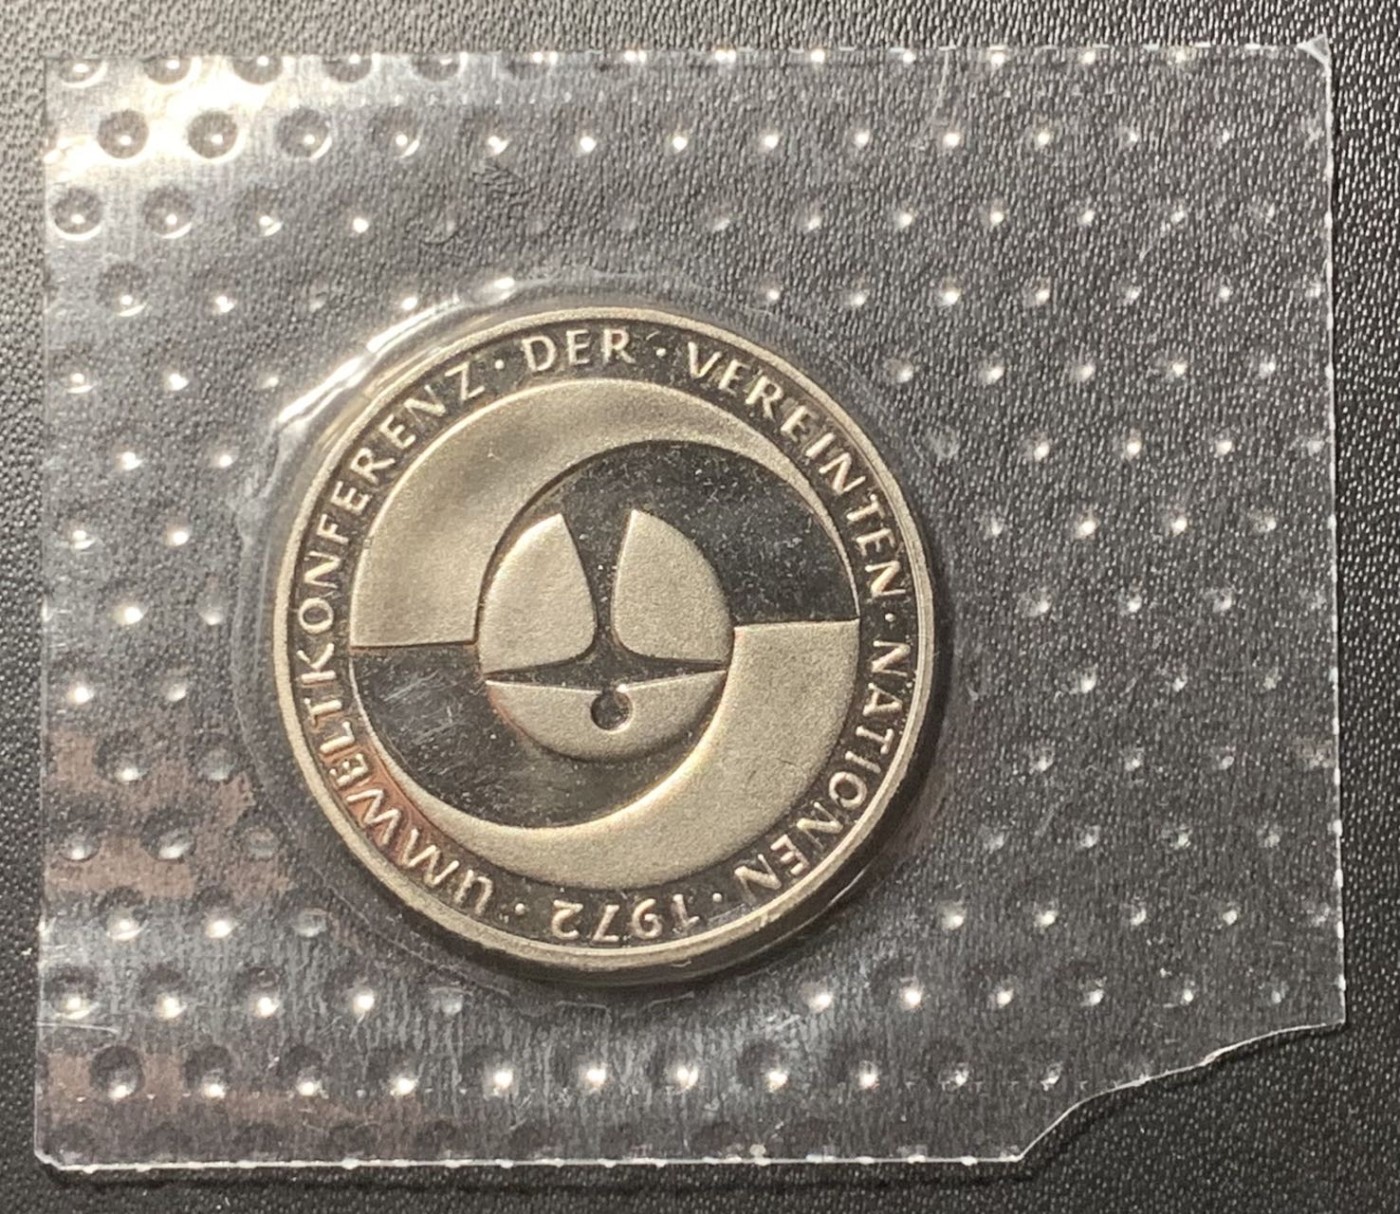 UMWELTKONFERENZ · DER · VEREINTEN · NATIONEN · 1972 ·